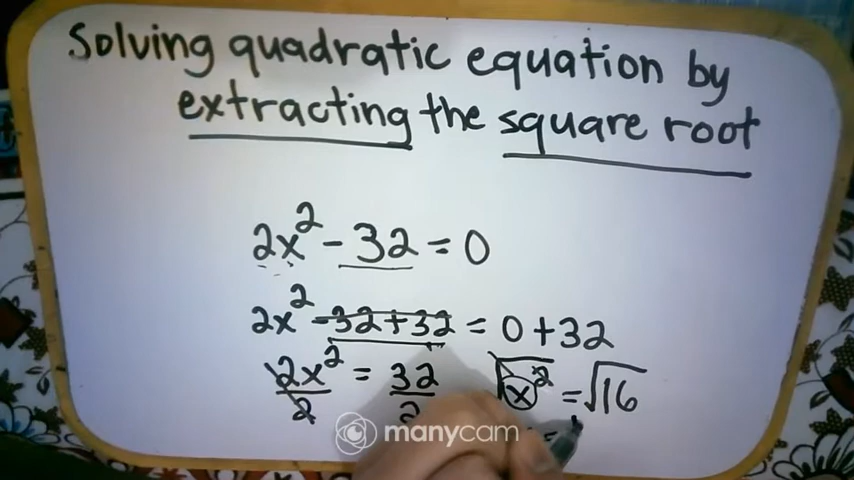 Solving quadratic equation by
extracting the square root
2x² - 32 = 0
2x² - 32 + 32 = 0 + 32
2x²/2 = 32/2 √x² = √16
=
manycam